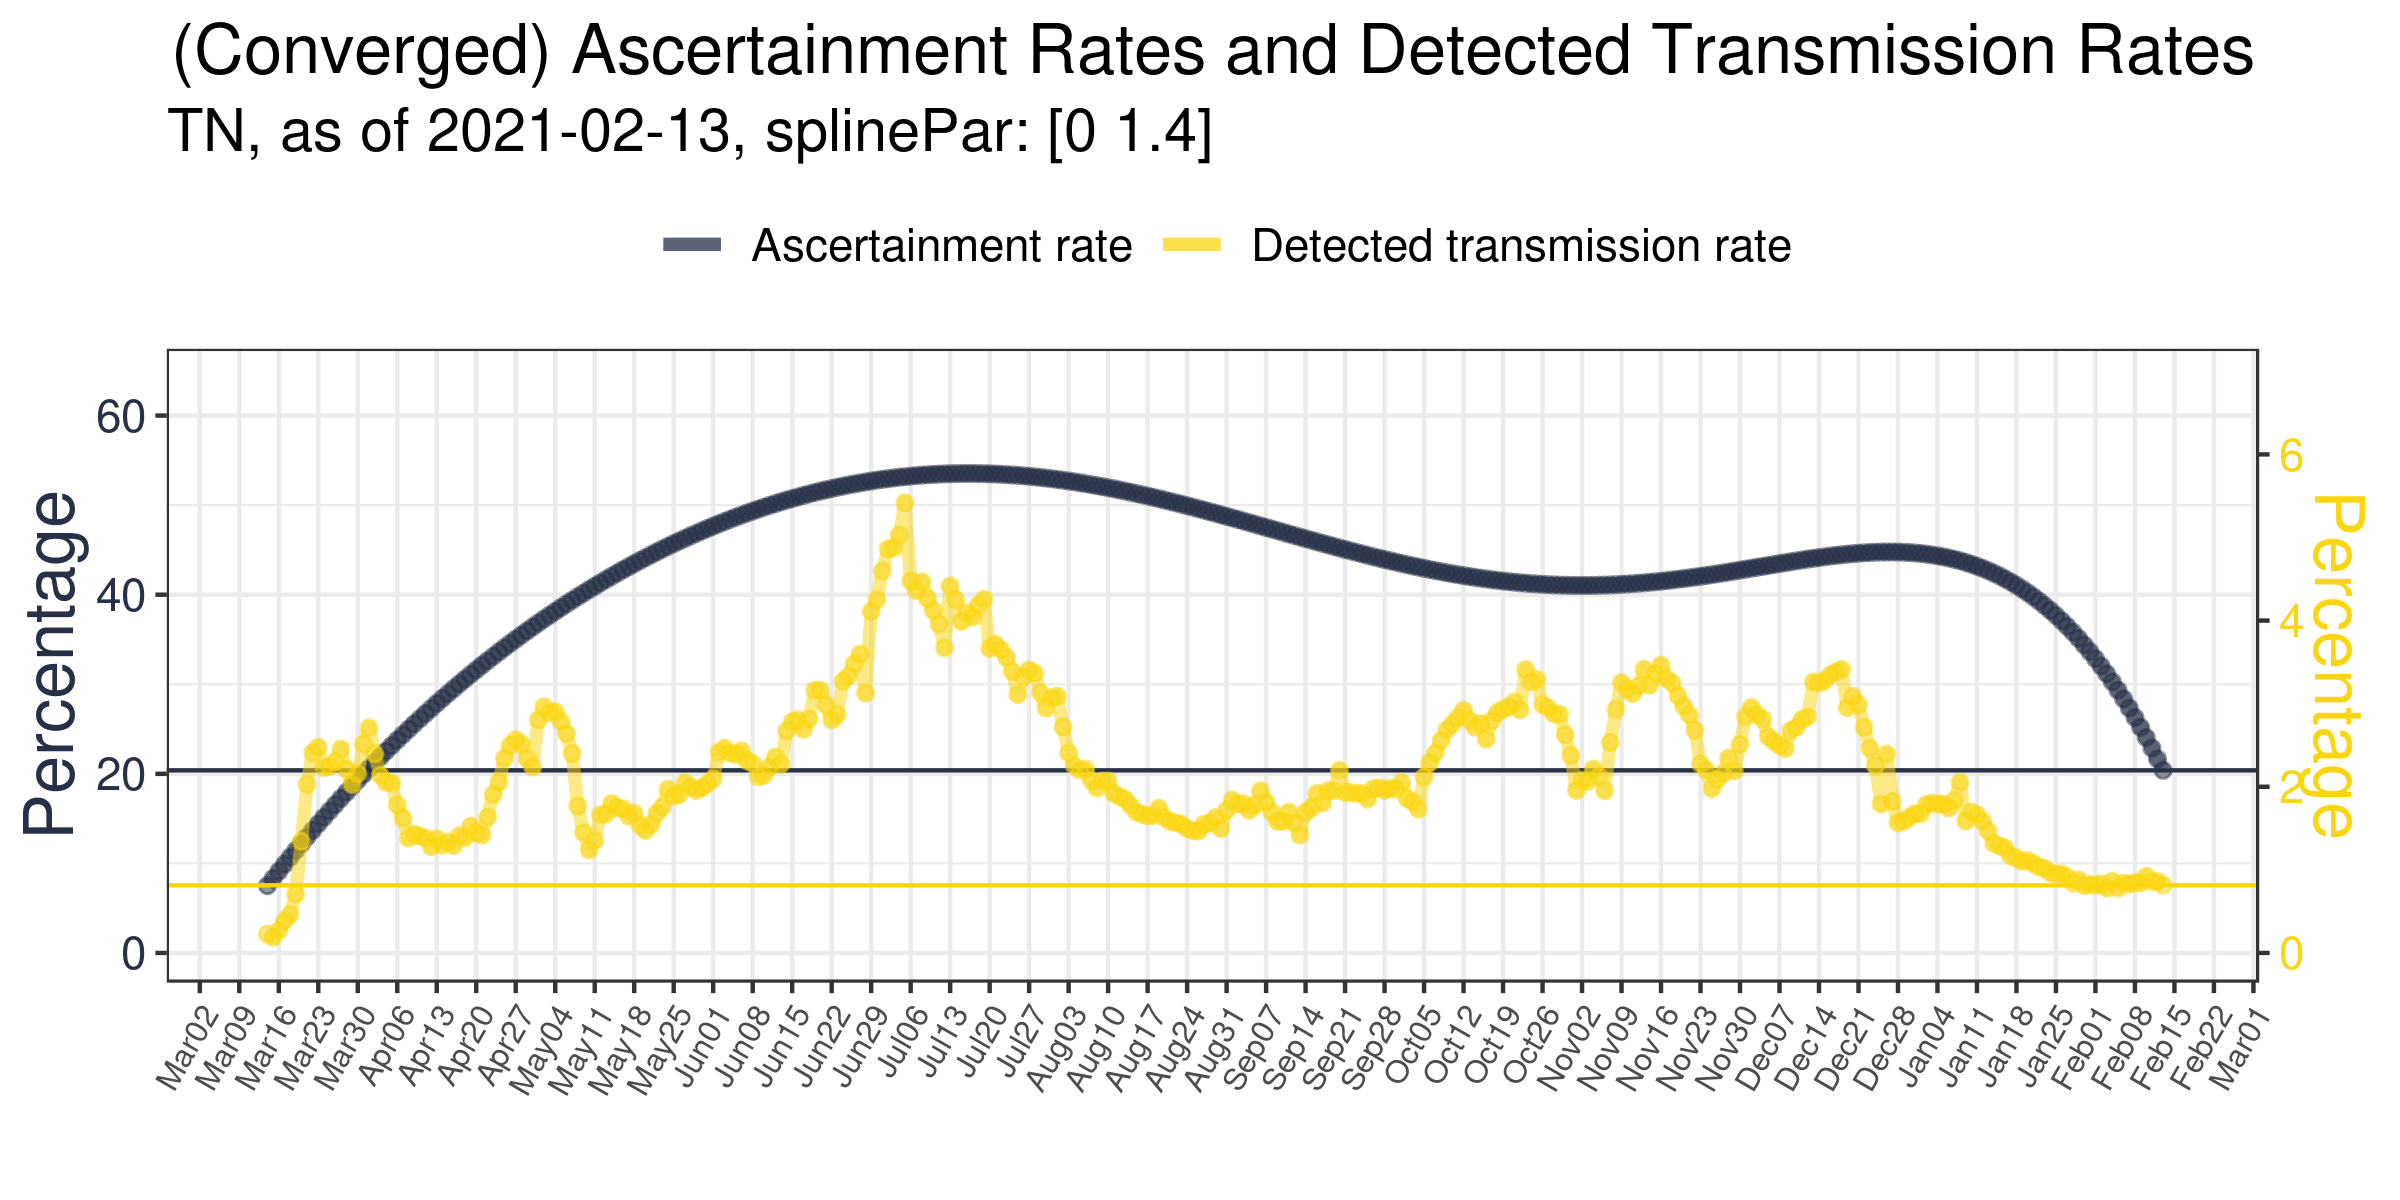 (Converged) Ascertainment Rates and Detected Transmission Rates
TN, as of 2021-02-13, splinePar: [0 1.4]
Ascertainment rate Detected transmission rate
Percentage
60
40
20
0
6
4
2
0
Percentage
Mar02 Mar09 Mar16 Mar23 Mar30 Apr06 Apr13 Apr20 Apr27 May04 May11 May18 May25 Jun01 Jun08 Jun15 Jun22 Jun29 Jul06 Jul13 Jul20 Jul27 Aug03 Aug10 Aug17 Aug24 Aug31 Sep07 Sep14 Sep21 Sep28 Oct05 Oct12 Oct19 Oct26 Nov02 Nov09 Nov16 Nov23 Nov30 Dec07 Dec14 Dec21 Dec28 Jan04 Jan11 Jan18 Jan25 Feb01 Feb08 Feb15 Feb22 Mar01